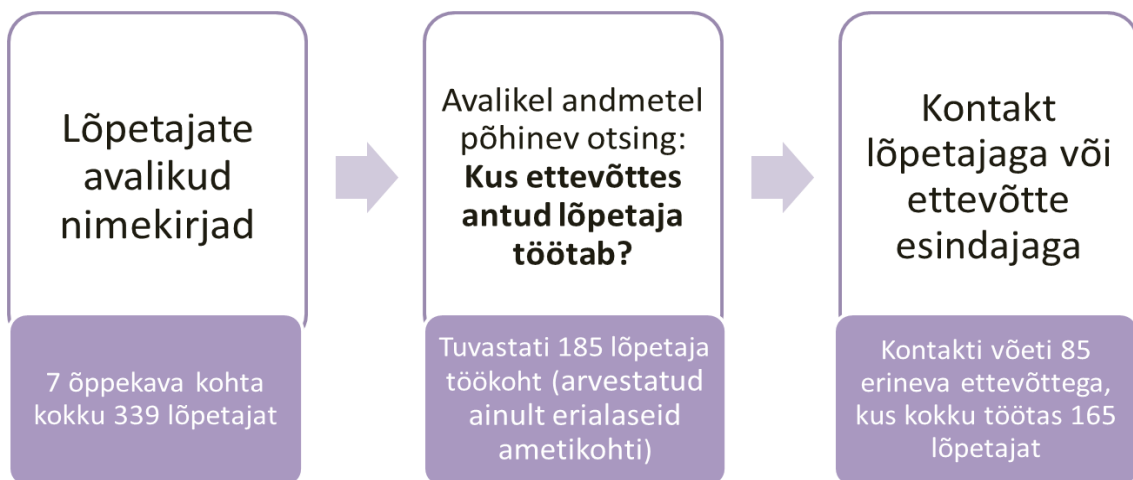 Lõpetajate
avalikud
nimekirjad
7 õppekava kohta
kokku 339 lõpetajat
Avalikel andmetel
põhinev otsing:
Kus ettevõttes
antud lõpetaja
töötab?
Tuvastati 185 lõpetaja
töökoht (arvestatud
ainult erialaseid
ametikohti)
Kontakt
lõpetajaga või
ettevõtte
esindajaga
Kontakti võeti 85
erineva ettevõttega,
kus kokku töötas 165
lõpetajat